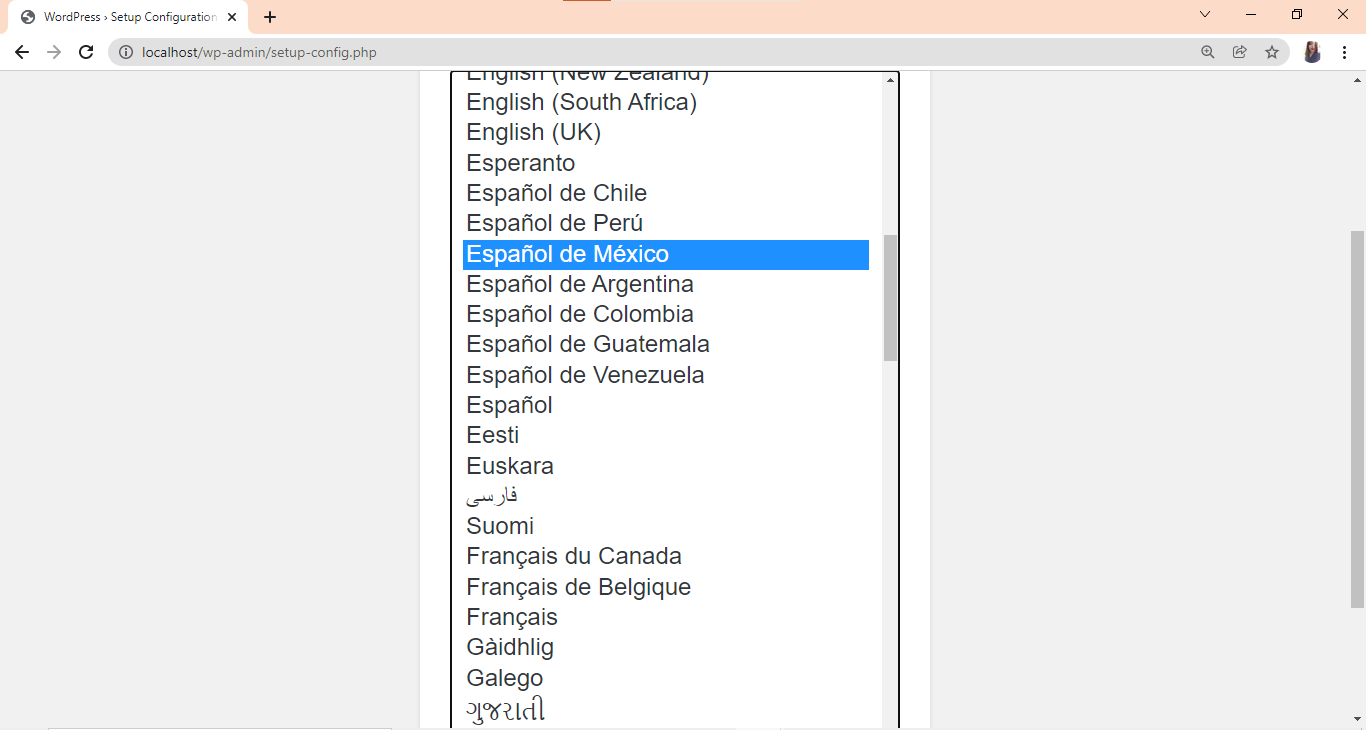 WordPress › Setup Configuration
localhost/wp-admin/setup-config.php
English (New Zealand)
English (South Africa)
English (UK)
Esperanto
Español de Chile
Español de Perú
Español de México
Español de Argentina
Español de Colombia
Español de Guatemala
Español de Venezuela
Español
Eesti
Euskara
فارسی
Suomi
Français du Canada
Français de Belgique
Français
Gàidhlig
Galego
ગુજરાતી